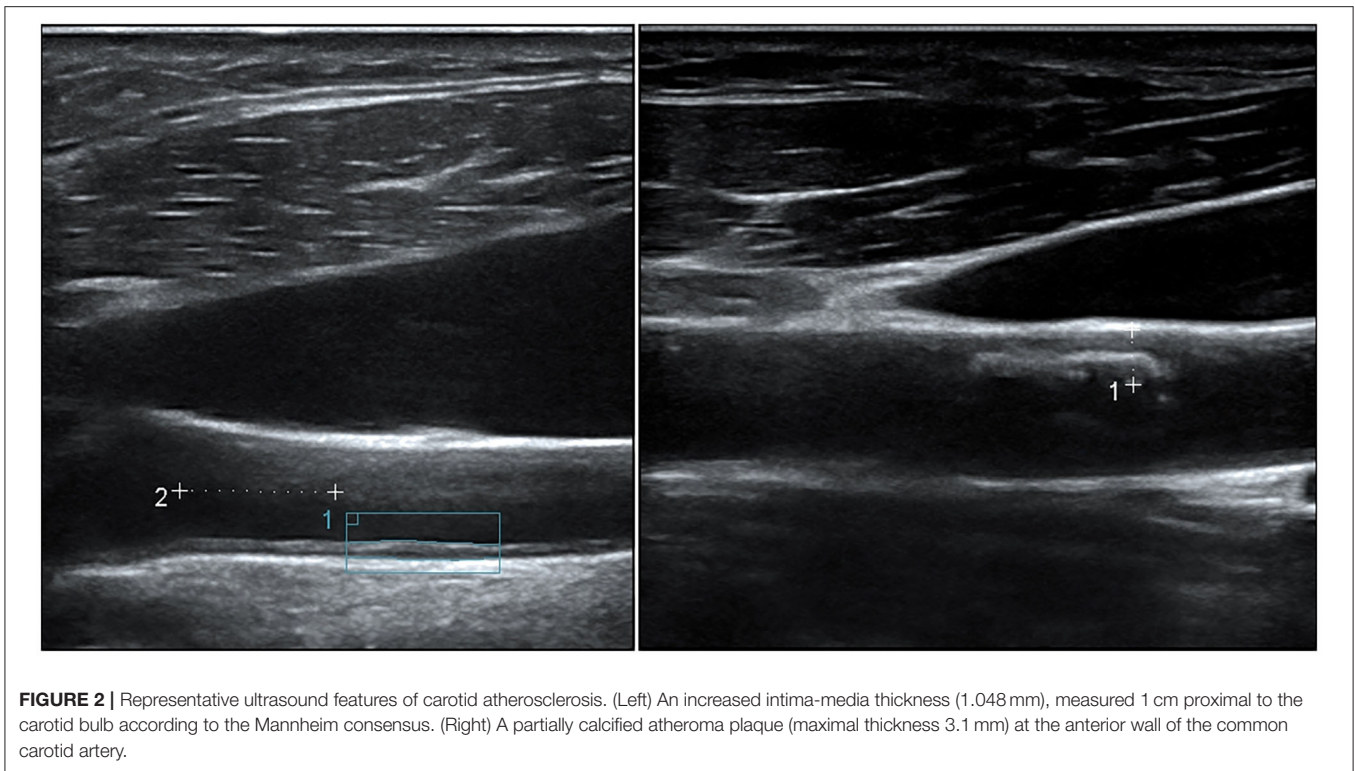 2
1
1
FIGURE 2 | Representative ultrasound features of carotid atherosclerosis. (Left) An increased intima-media thickness (1.048 mm), measured 1 cm proximal to the
carotid bulb according to the Mannheim consensus. (Right) A partially calcified atheroma plaque (maximal thickness 3.1 mm) at the anterior wall of the common
carotid artery.